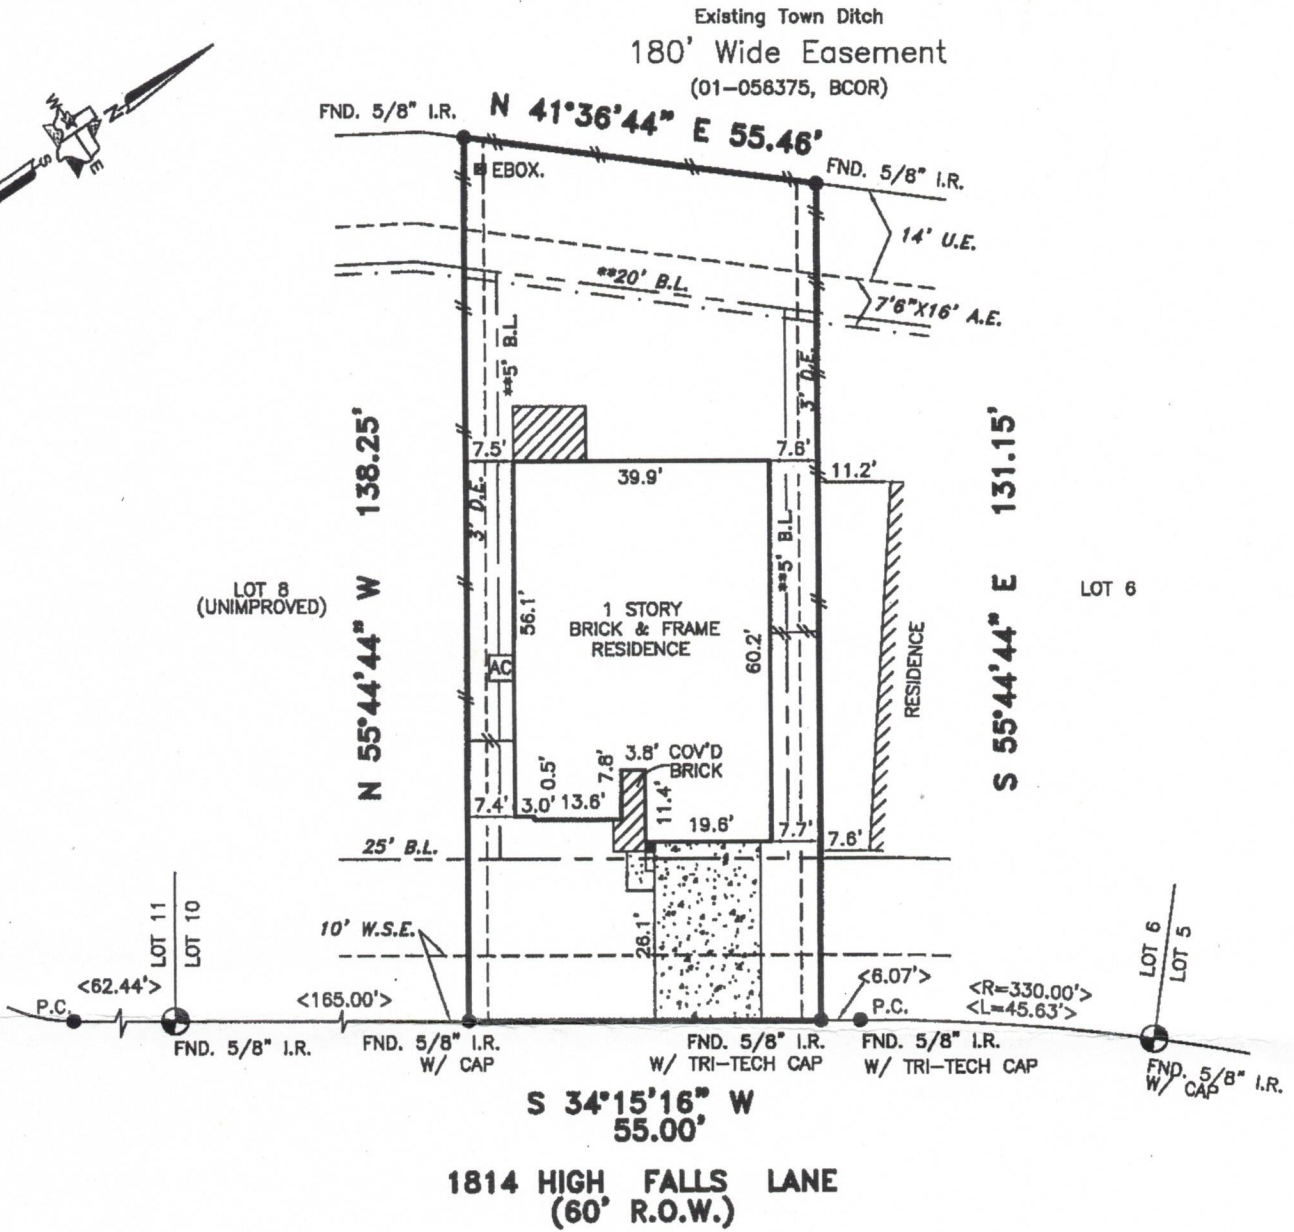 Existing Town Ditch
180' Wide Easement
(01-058375, BCOR)
FND. 5/8" I.R.
N 41°36'44" E 55.46'
FND. 5/8" I.R.
N
W
E
S
EBOX.
14' U.E.
**20' B.L.
7'6"X16' A.E.
**5' B.L.
3' D.E.
7.5'
39.9'
7.6'
11.2'
N 55°44'44" W 138.25'
3' D.E.
**5' B.L.
S 55°44'44" E 131.15'
LOT 8
(UNIMPROVED)
56.1'
1 STORY
BRICK & FRAME
RESIDENCE
60.2'
LOT 6
RESIDENCE
AC
3.8' COV'D
BRICK
0.5'
7.8'
11.4'
7.4'
3.0'
13.6'
19.6'
7.7'
7.6'
25' B.L.
LOT 11
LOT 10
10' W.S.E.
26.1'
LOT 6
LOT 5
<62.44'>
<165.00'>
<6.07'>
<R=330.00'>
<L=45.63'>
P.C.
P.C.
FND. 5/8" I.R.
FND. 5/8" I.R.
W/ CAP
FND. 5/8" I.R.
W/ TRI-TECH CAP
FND. 5/8" I.R.
W/ TRI-TECH CAP
FND. 5/8" I.R.
W/ CAP
S 34°15'16" W
55.00'
1814 HIGH FALLS LANE
(60' R.O.W.)